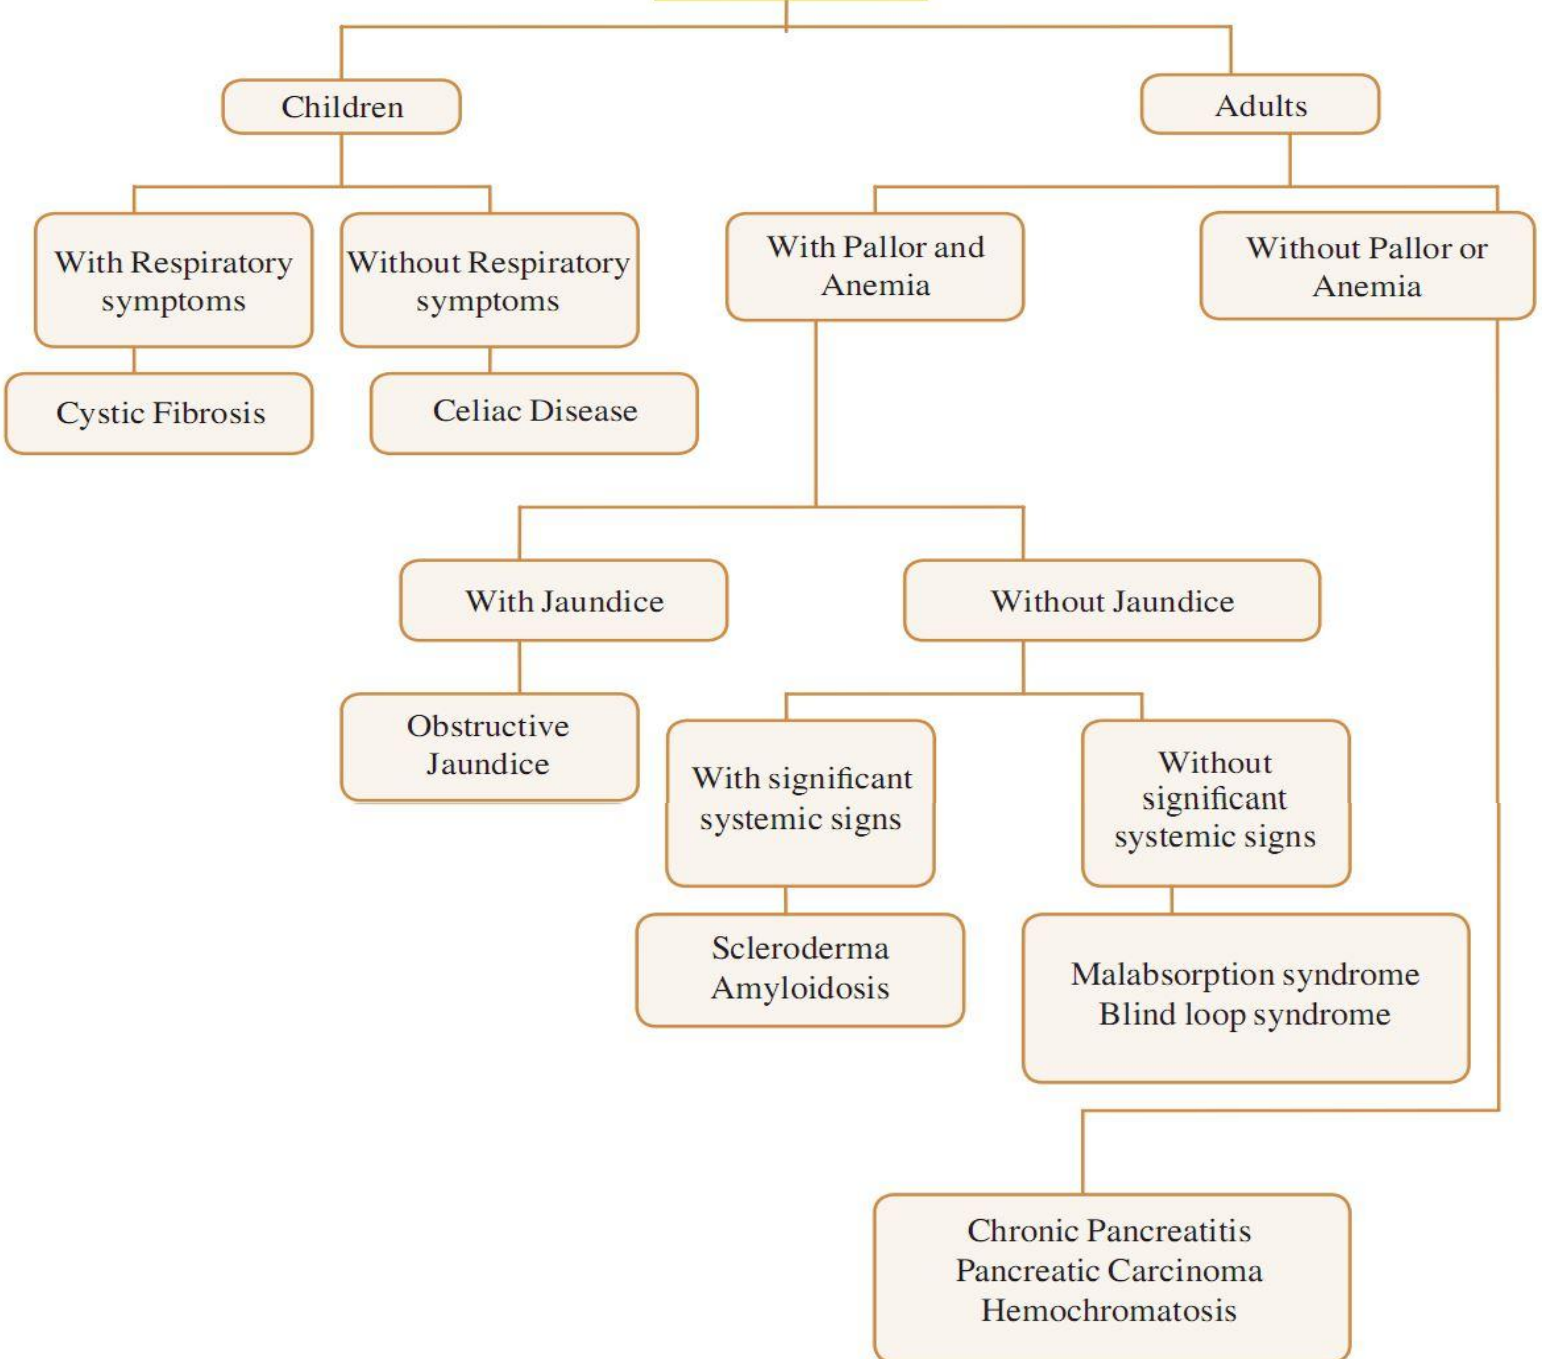 Children
Adults
With Respiratory
symptoms
Without Respiratory
symptoms
With Pallor and
Anemia
Without Pallor or
Anemia
Cystic Fibrosis
Celiac Disease
With Jaundice
Without Jaundice
Obstructive
Jaundice
With significant
systemic signs
Without
significant
systemic signs
Scleroderma
Amyloidosis
Malabsorption syndrome
Blind loop syndrome
Chronic Pancreatitis
Pancreatic Carcinoma
Hemochromatosis